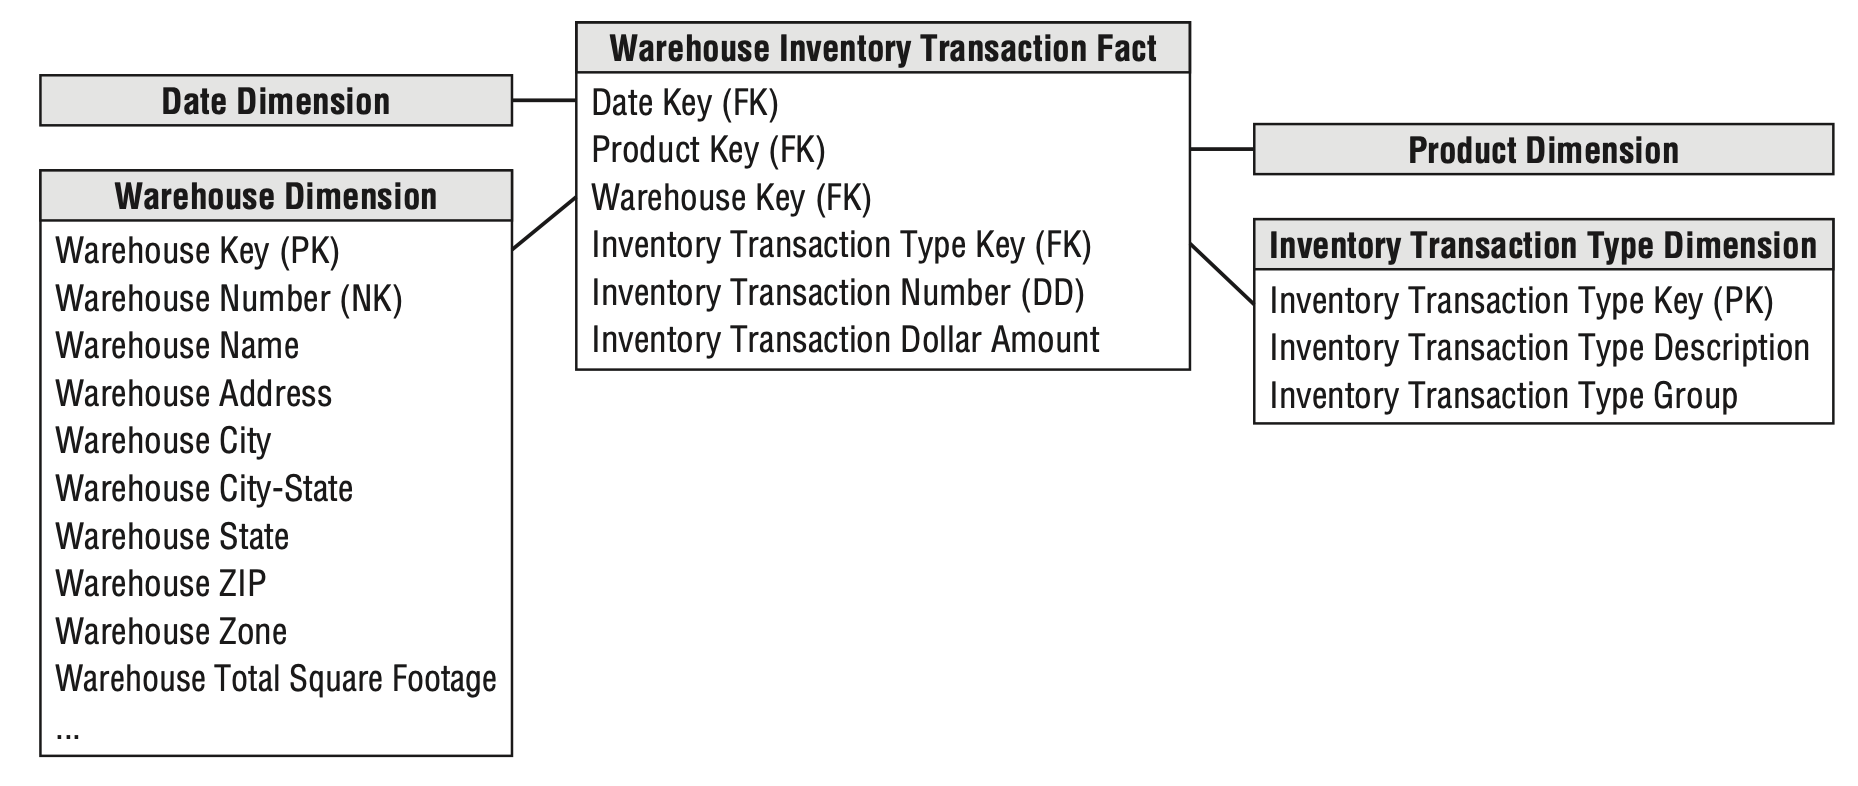 Date Dimension
Warehouse Dimension
Warehouse Key (PK)
Warehouse Number (NK)
Warehouse Name
Warehouse Address
Warehouse City
Warehouse City-State
Warehouse State
Warehouse ZIP
Warehouse Zone
Warehouse Total Square Footage
...
Warehouse Inventory Transaction Fact
Date Key (FK)
Product Key (FK)
Warehouse Key (FK)
Inventory Transaction Type Key (FK)
Inventory Transaction Number (DD)
Inventory Transaction Dollar Amount
Product Dimension
Inventory Transaction Type Dimension
Inventory Transaction Type Key (PK)
Inventory Transaction Type Description
Inventory Transaction Type Group